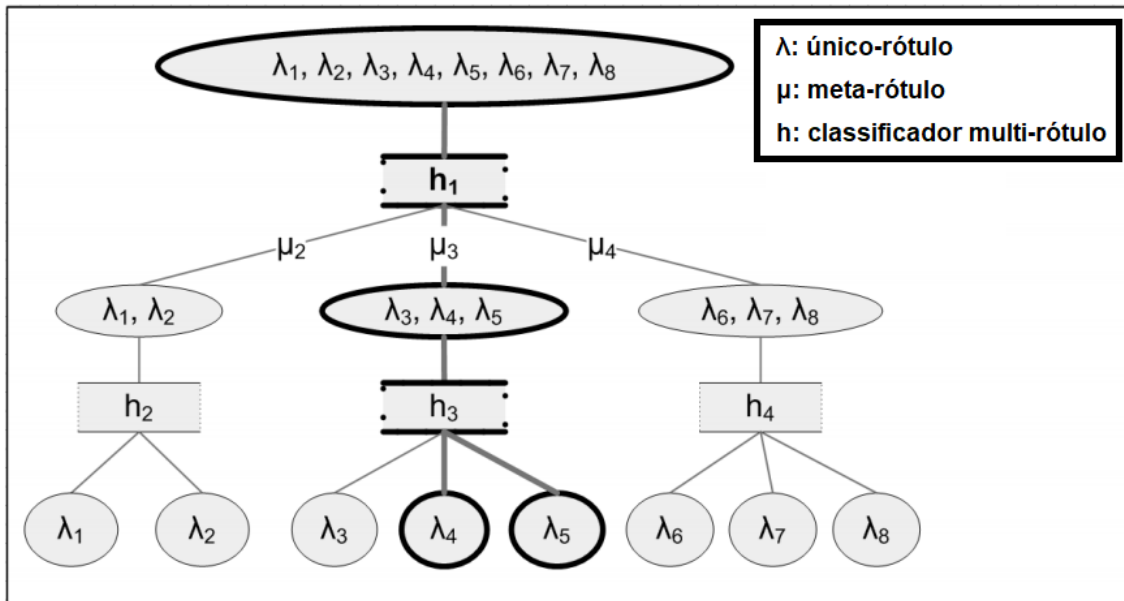 λ1, λ2, λ3, λ4, λ5, λ6, λ7, λ8
λ: único-rótulo
μ: meta-rótulo
h: classificador multi-rótulo
h1
μ2 μ3 μ4
λ1, λ2 λ3, λ4, λ5 λ6, λ7, λ8
h2 h3 h4
λ1 λ2 λ3 λ4 λ5 λ6 λ7 λ8